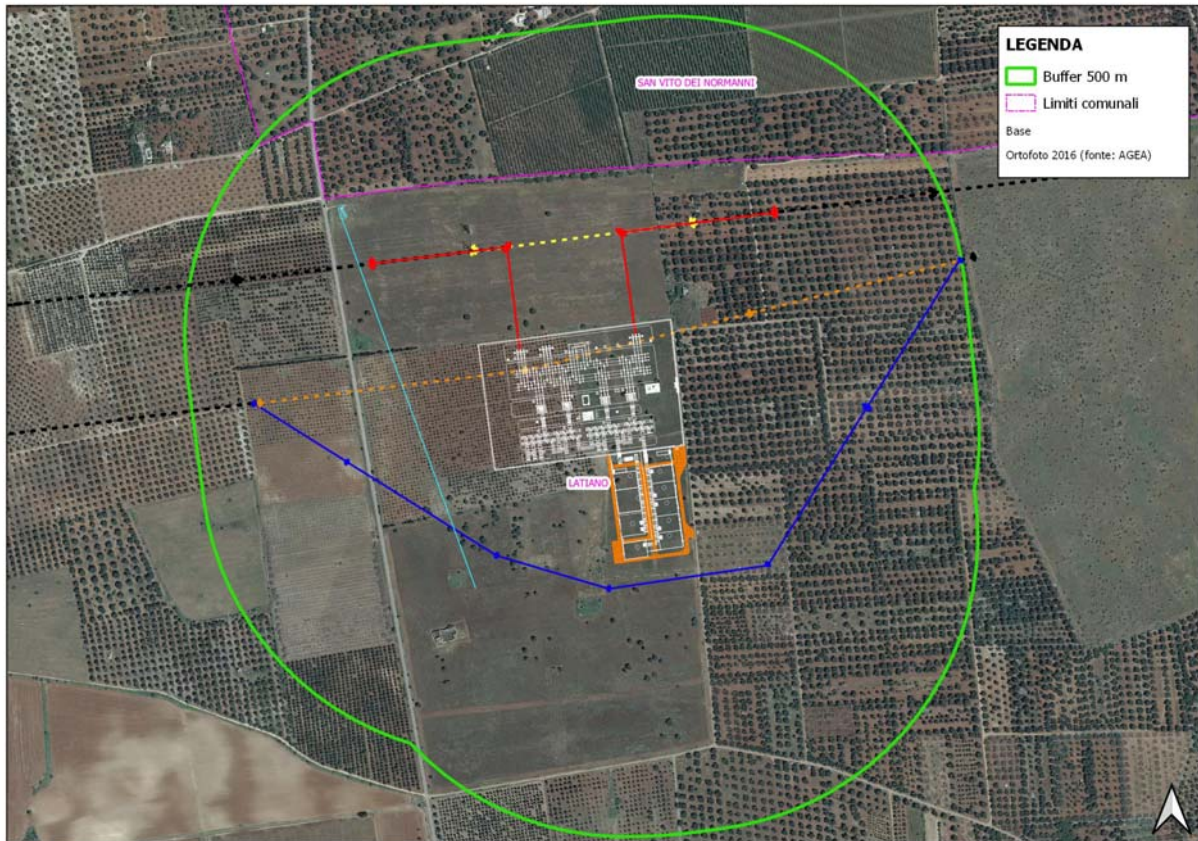 LEGENDA
Buffer 500 m
Limiti comunali
Base
Ortofoto 2016 (fonte: AGEA)
SAN VITO DEI NORMANNI
LATIANO